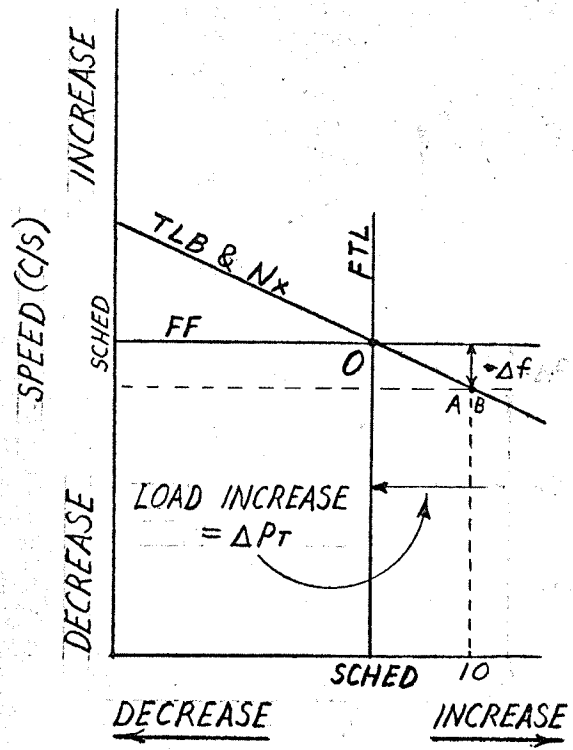 INCREASE
SPEED (C/S)
SCHED
DECREASE
TLB & Nx
FF
FTL
O
-Δf
A B
LOAD INCREASE
= ΔPT
SCHED 10
DECREASE INCREASE